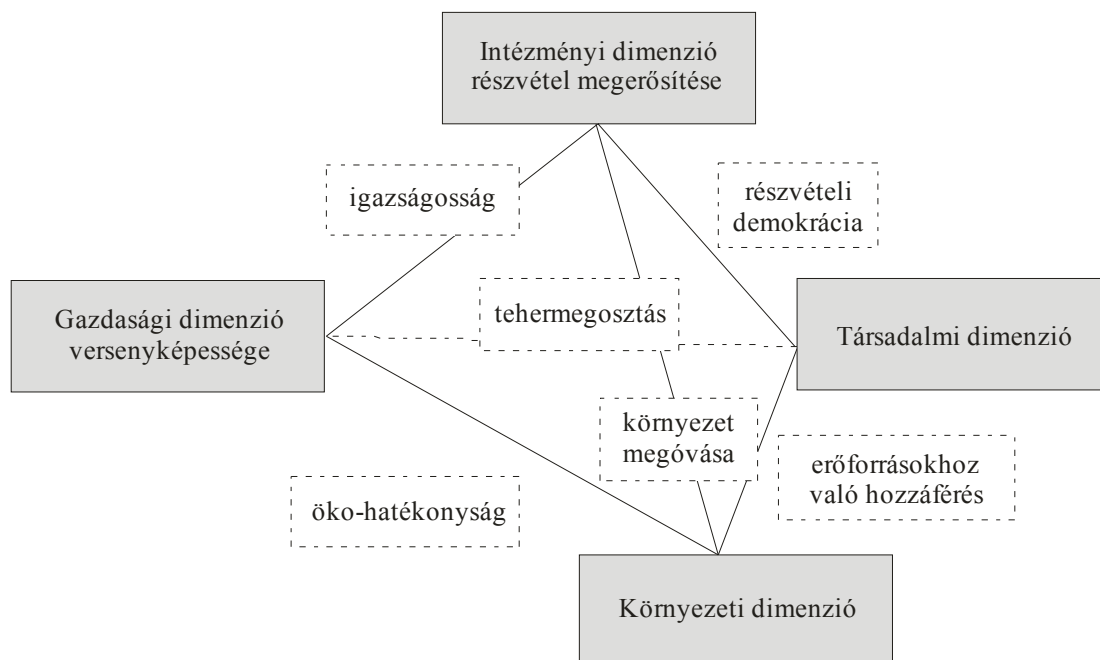 Intézményi dimenzió
részvétel megerősítése
igazságosság
részvételi
demokrácia
Gazdasági dimenzió
versenyképessége
tehermegosztás
Társadalmi dimenzió
környezet
megóvása
erőforrásokhoz
való hozzáférés
öko-hatékonyság
Környezeti dimenzió